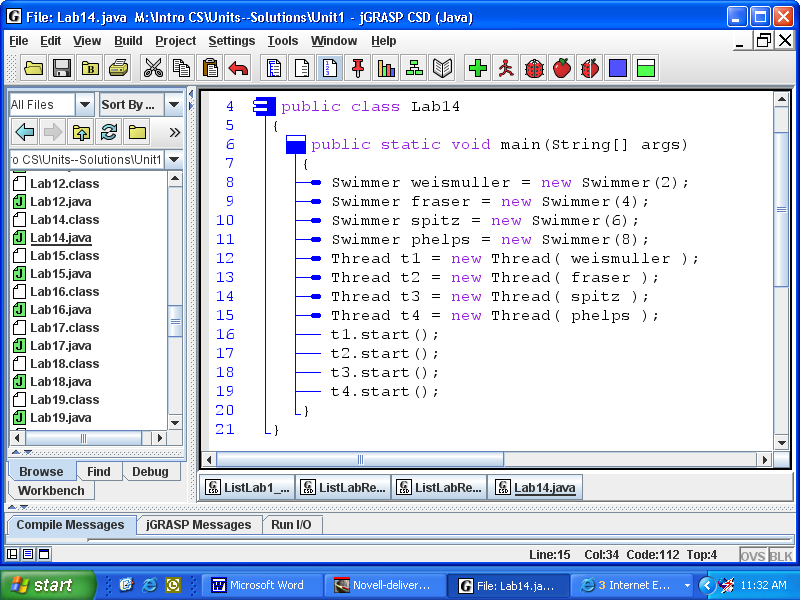 File: Lab14.java  M:\Intro CS\Units--Solutions\Unit1 - jGRASP CSD (Java)
File Edit View Build Project Settings Tools Window Help
All Files Sort By ...
ro CS\Units--Solutions\Unit1
Lab12.class
Lab12.java
Lab14.class
Lab14.java
Lab15.class
Lab15.java
Lab16.class
Lab16.java
Lab17.class
Lab17.java
Lab18.class
Lab18.java
Lab19.class
Lab19.java
Browse Find Debug
Workbench
4 public class Lab14
5 {
6 public static void main(String[] args)
7 {
8 Swimmer weismuller = new Swimmer(2);
9 Swimmer fraser = new Swimmer(4);
10 Swimmer spitz = new Swimmer(6);
11 Swimmer phelps = new Swimmer(8);
12 Thread t1 = new Thread( weismuller );
13 Thread t2 = new Thread( fraser );
14 Thread t3 = new Thread( spitz );
15 Thread t4 = new Thread( phelps );
16 t1.start();
17 t2.start();
18 t3.start();
19 t4.start();
20 }
21 }
ListLab1_... ListLabRe... ListLabRe... Lab14.java
Compile Messages jGRASP Messages Run I/O
Line:15 Col:34 Code:112 Top:4 OVS BLK
start Microsoft Word Novell-deliver... File: Lab14.ja... 3 Internet E... 11:32 AM